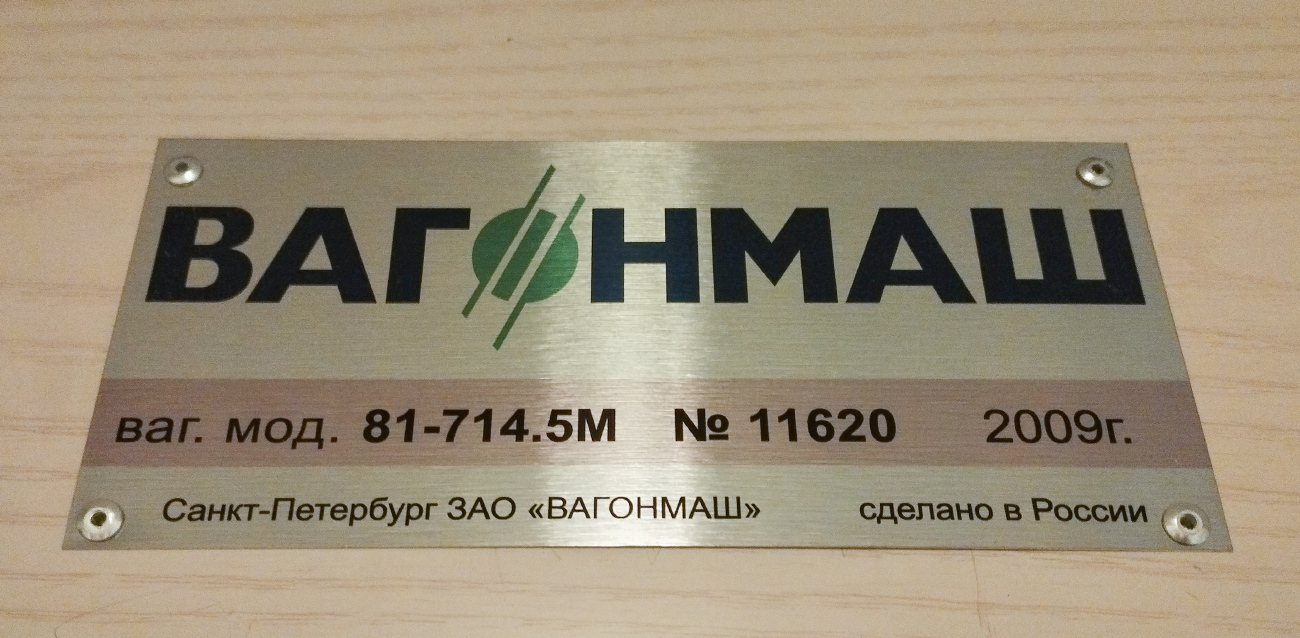 ВАГОНМАШ
ваг. мод. 81-714.5М № 11620 2009г.
Санкт-Петербург ЗАО «ВАГОНМАШ» сделано в России